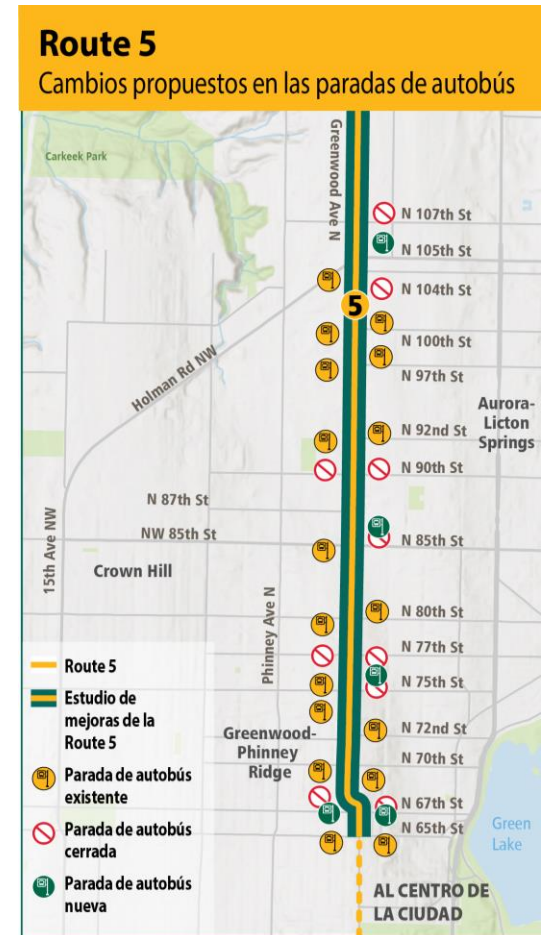 Route 5
Cambios propuestos en las paradas de autobús
Carkeek Park
Greenwood Ave N
N 107th St
N 105th St
N 104th St
5
N 100th St
N 97th St
Holman Rd NW
Aurora-
Licton
Springs
N 92nd St
N 90th St
N 87th St
NW 85th St
N 85th St
15th Ave NW
Crown Hill
Phinney Ave N
N 80th St
N 77th St
N 75th St
N 72nd St
Greenwood-
Phinney
Ridge
N 70th St
N 67th St
N 65th St
Green
Lake
AL CENTRO DE
LA CIUDAD
Route 5
Estudio de
mejoras de la
Route 5
Parada de autobús
existente
Parada de autobús
cerrada
Parada de autobús
nueva